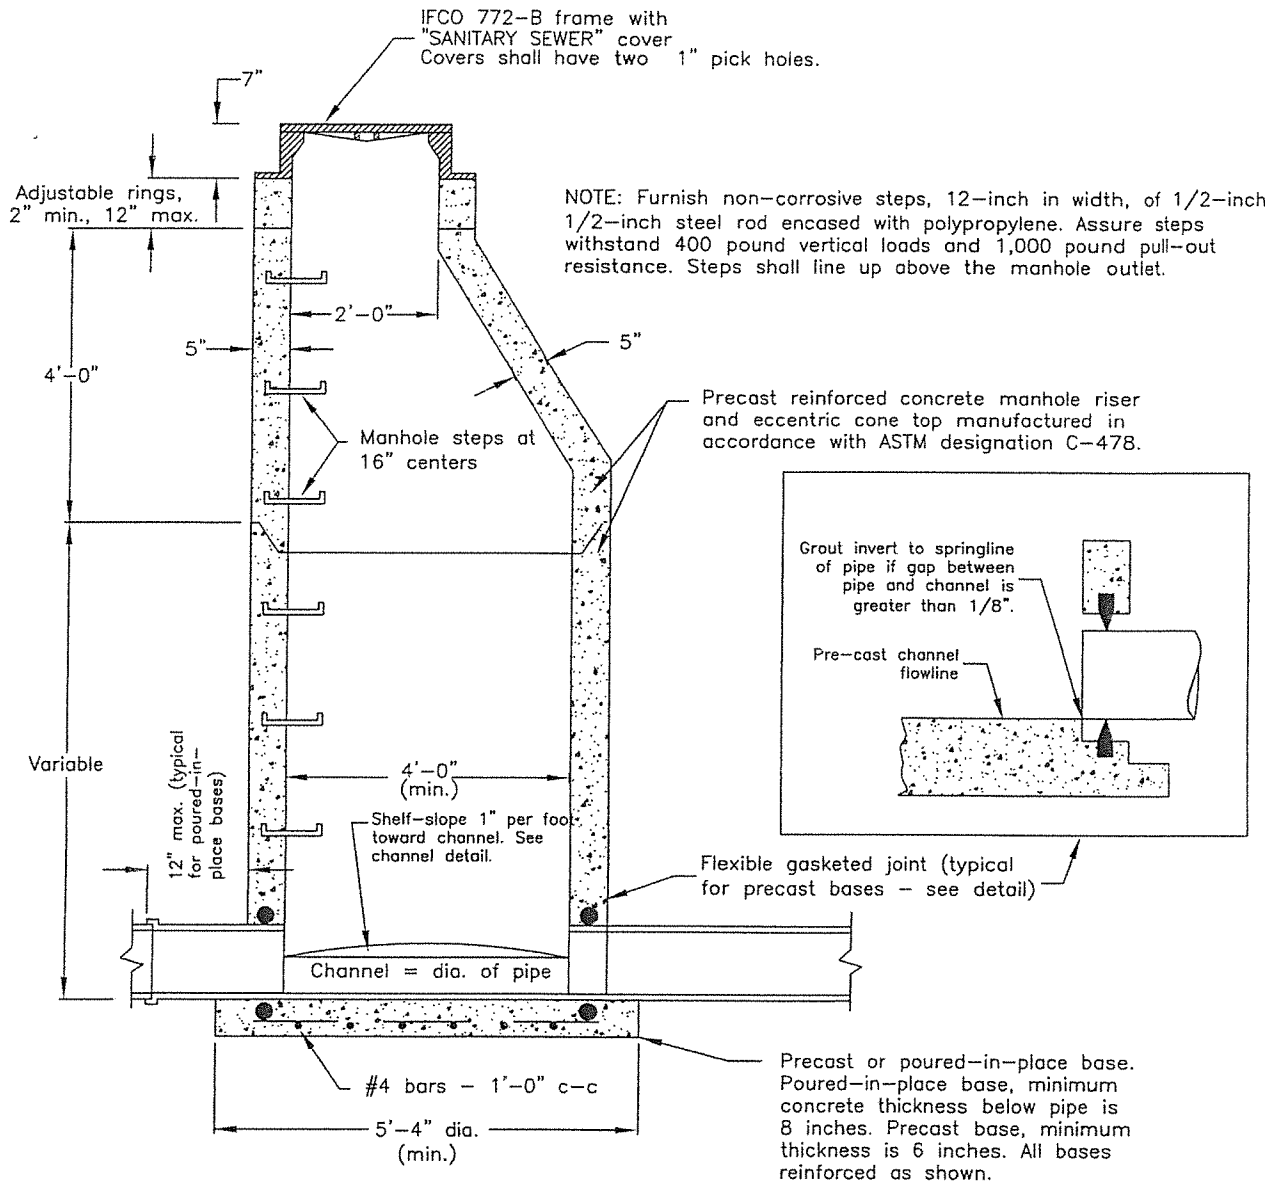 IFCO 772-B frame with
"SANITARY SEWER" cover
Covers shall have two 1" pick holes.
7"
Adjustable rings,
2" min., 12" max.
NOTE: Furnish non-corrosive steps, 12-inch in width, of 1/2-inch
1/2-inch steel rod encased with polypropylene. Assure steps
withstand 400 pound vertical loads and 1,000 pound pull-out
resistance. Steps shall line up above the manhole outlet.
2'-0"
5"
5"
4'-0"
Precast reinforced concrete manhole riser
and eccentric cone top manufactured in
accordance with ASTM designation C-478.
Manhole steps at
16" centers
Grout invert to springline
of pipe if gap between
pipe and channel is
greater than 1/8".
Pre-cast channel
flowline
Variable
12" max. (typical
for poured-in-
place bases)
4'-0"
(min.)
Shelf-slope 1" per foot
toward channel. See
channel detail.
Flexible gasketed joint (typical
for precast bases - see detail)
Channel = dia. of pipe
#4 bars - 1'-0" c-c
5'-4" dia.
(min.)
Precast or poured-in-place base.
Poured-in-place base, minimum
concrete thickness below pipe is
8 inches. Precast base, minimum
thickness is 6 inches. All bases
reinforced as shown.